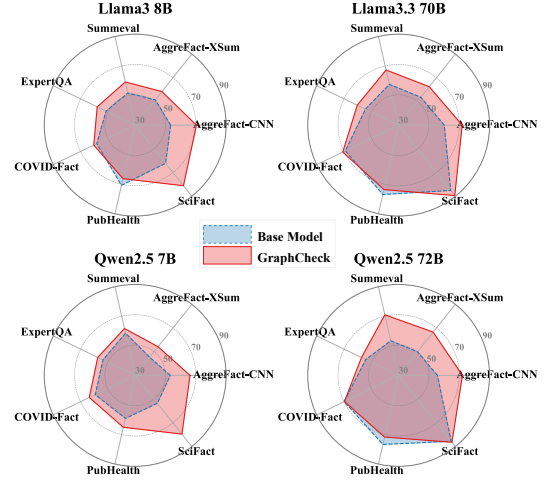 Llama3 8B
Summeval
AggreFact-XSum
ExpertQA
AggreFact-CNN
COVID-Fact
PubHealth
SciFact
30
50
70
90
Llama3.3 70B
Summeval
AggreFact-XSum
ExpertQA
AggreFact-CNN
COVID-Fact
PubHealth
SciFact
30
50
70
90
Base Model
GraphCheck
Qwen2.5 7B
Summeval
AggreFact-XSum
ExpertQA
AggreFact-CNN
COVID-Fact
PubHealth
SciFact
30
50
70
90
Qwen2.5 72B
Summeval
AggreFact-XSum
ExpertQA
AggreFact-CNN
COVID-Fact
PubHealth
SciFact
30
50
70
90